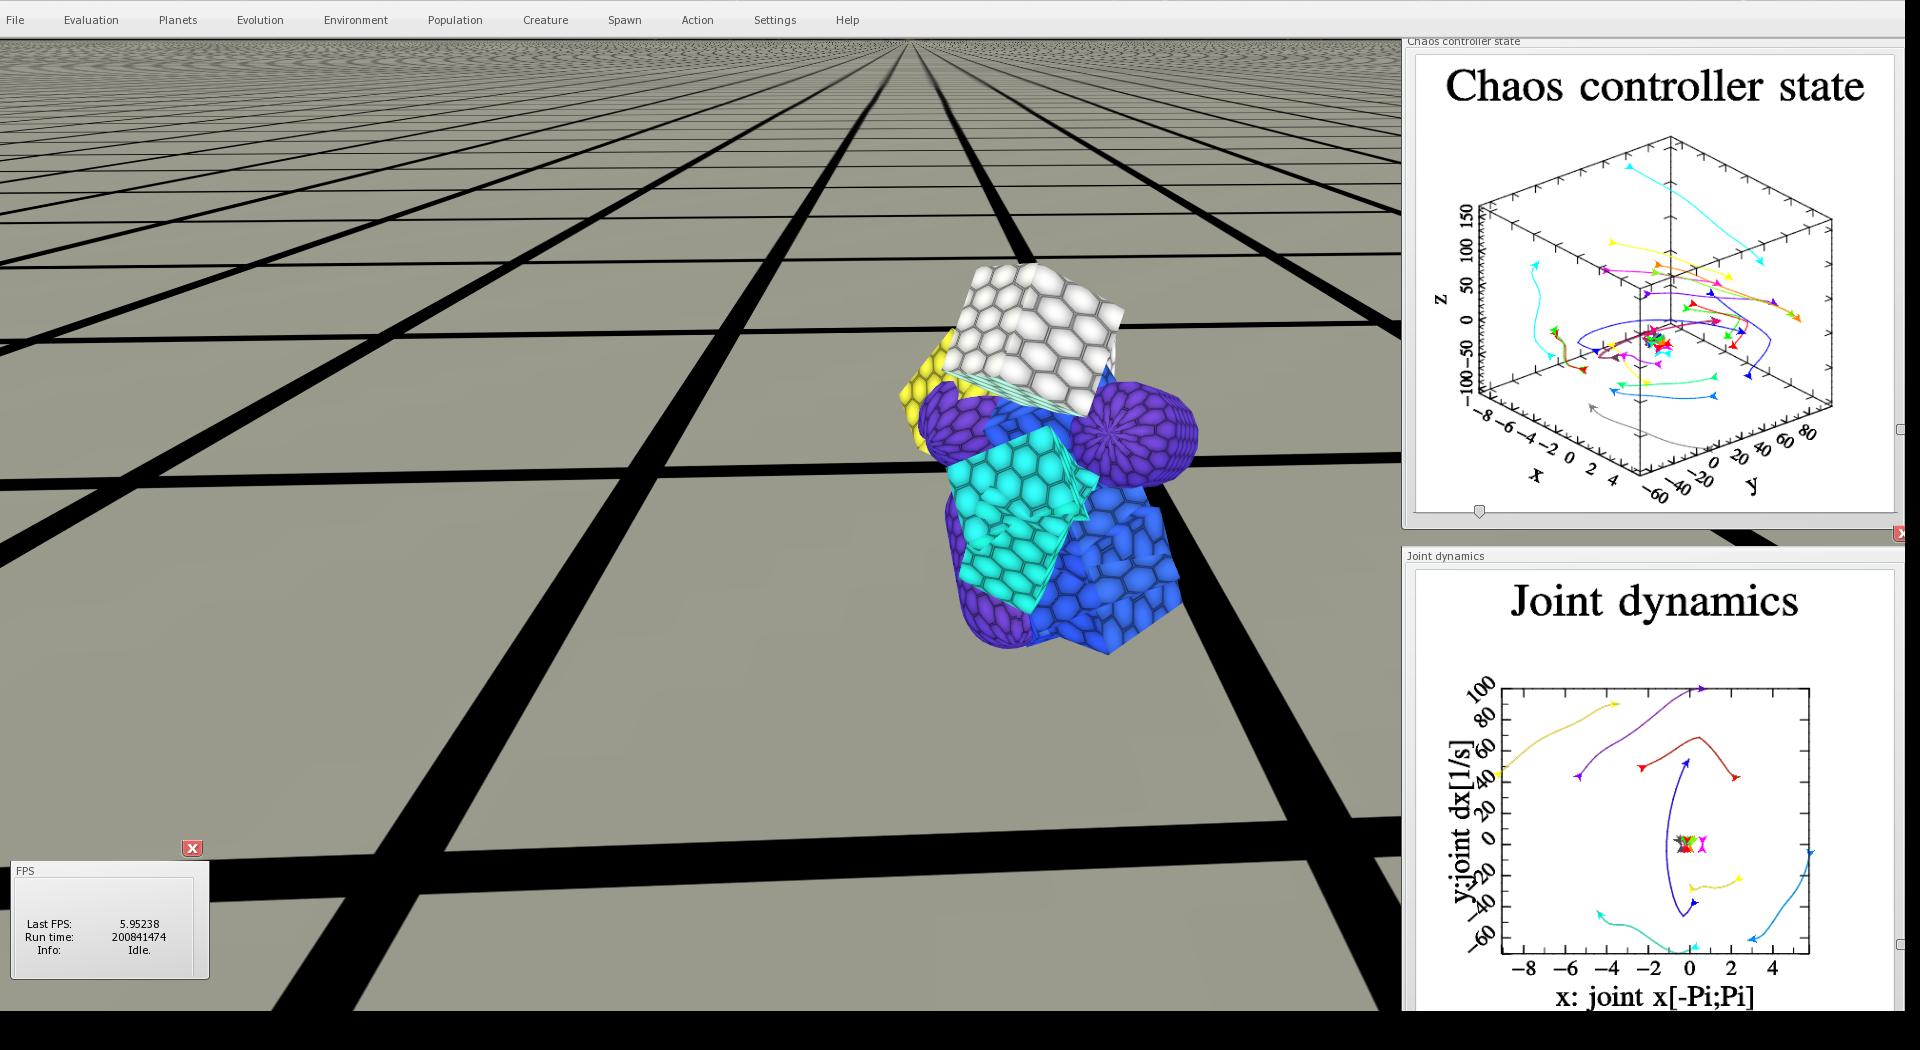 File Evaluation Planets Evolution Environment Population Creature Spawn Action Settings Help
Chaos controller state
Chaos controller state
z
150
100
50
0
−50
−100
−8 −6 −4 −2 0 2 4
x
−60 −40 −20 0 20 40 60 80
y
Joint dynamics
Joint dynamics
y:joint dx[1/s]
100
80
60
40
20
0
−20
−40
−60
−8 −6 −4 −2 0 2 4
x: joint x[-Pi;Pi]
FPS
Last FPS: 5.95238
Run time: 200841474
Info: Idle.